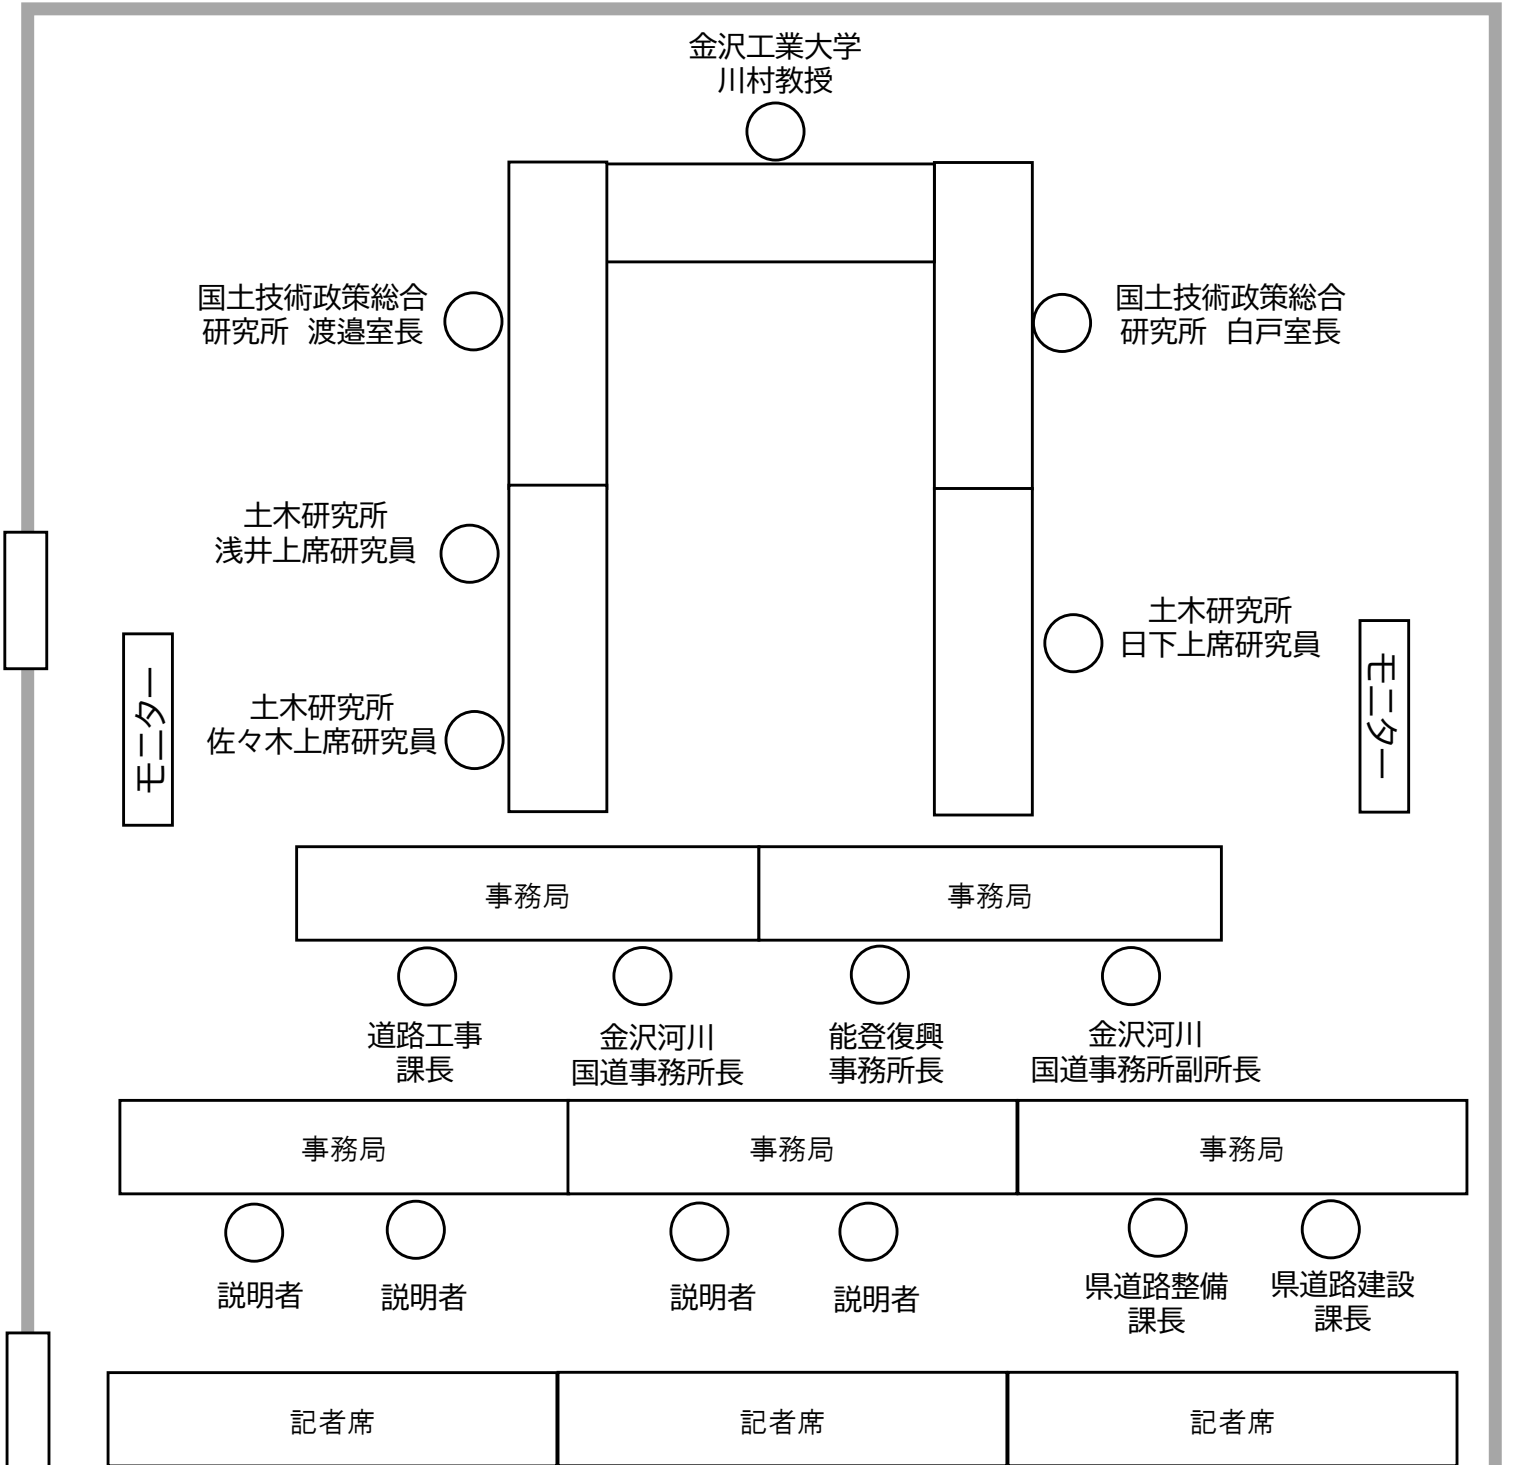 金沢工業大学
川村教授
国土技術政策総合
研究所 渡邉室長
国土技術政策総合
研究所 白戸室長
土木研究所
浅井上席研究員
土木研究所
日下上席研究員
土木研究所
佐々木上席研究員
モニター
モニター
事務局
事務局
道路工事
課長
金沢河川
国道事務所長
能登復興
事務所長
金沢河川
国道事務所副所長
事務局
事務局
事務局
説明者
説明者
説明者
説明者
県道路整備
課長
県道路建設
課長
記者席
記者席
記者席